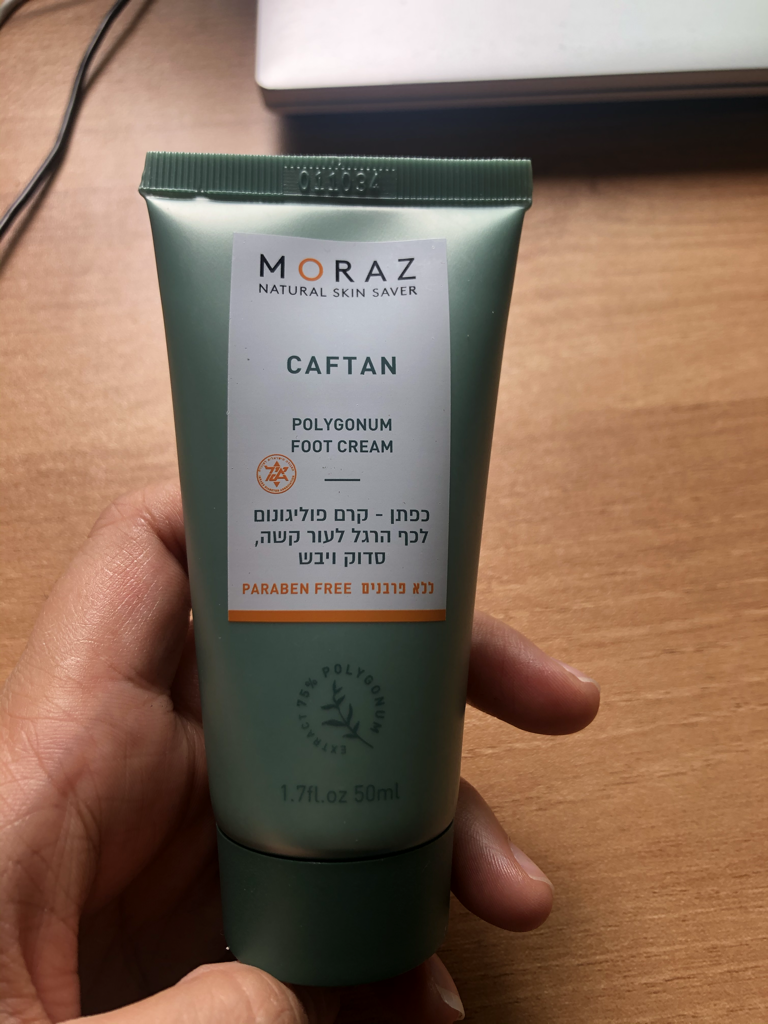 011034
MORAZ
NATURAL SKIN SAVER
CAFTAN
POLYGONUM
FOOT CREAM
כפתן - קרם פוליגונום
לכף הרגל לעור קשה,
סדוק ויבש
PARABEN FREE ללא פרבנים
75% POLYGONUM EXTRACT
1.7fl.oz 50ml